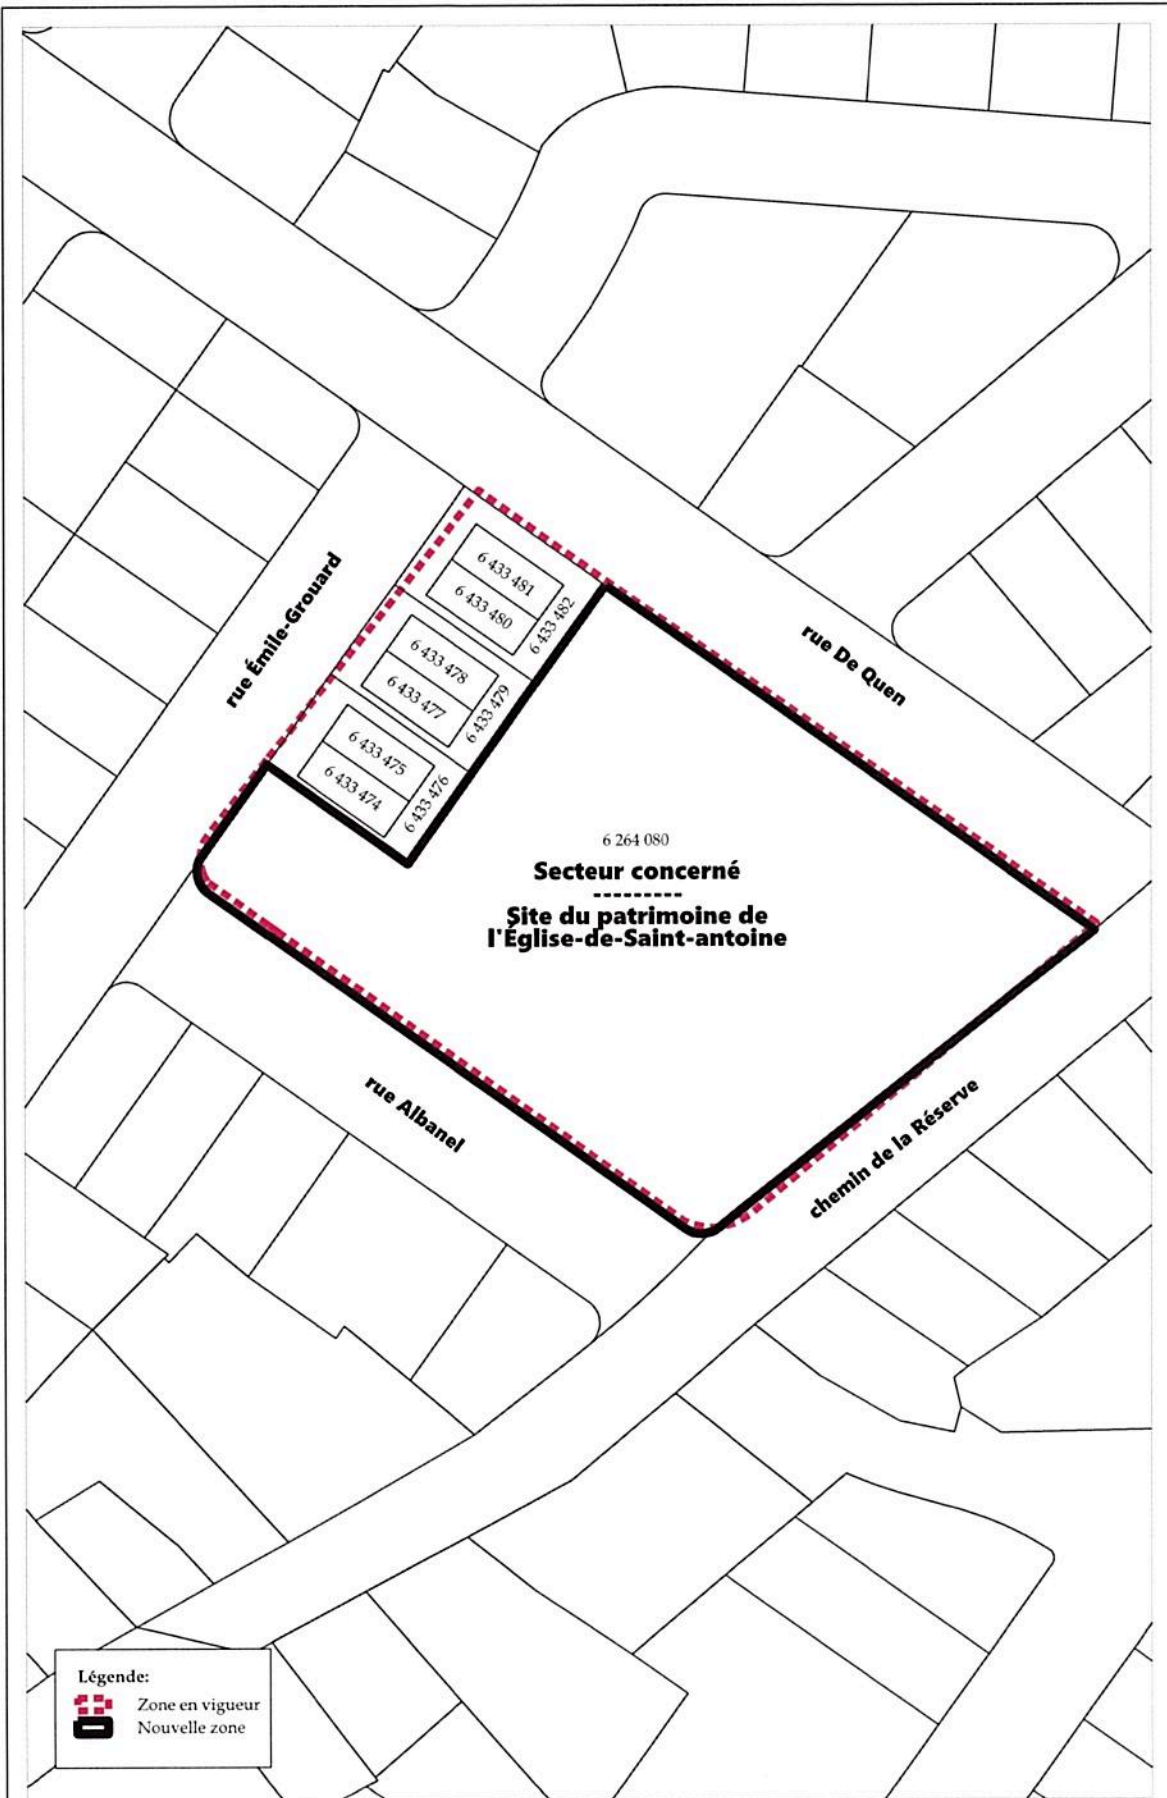 6 433 481
6 433 480
6 433 482
rue Émile-Grouard
6 433 478
6 433 477
6 433 479
rue De Quen
6 433 475
6 433 474
6 433 476
6 264 080
Secteur concerné
---------
Site du patrimoine de
l'Église-de-Saint-antoine
rue Albanel
chemin de la Réserve
Légende:
Zone en vigueur
Nouvelle zone